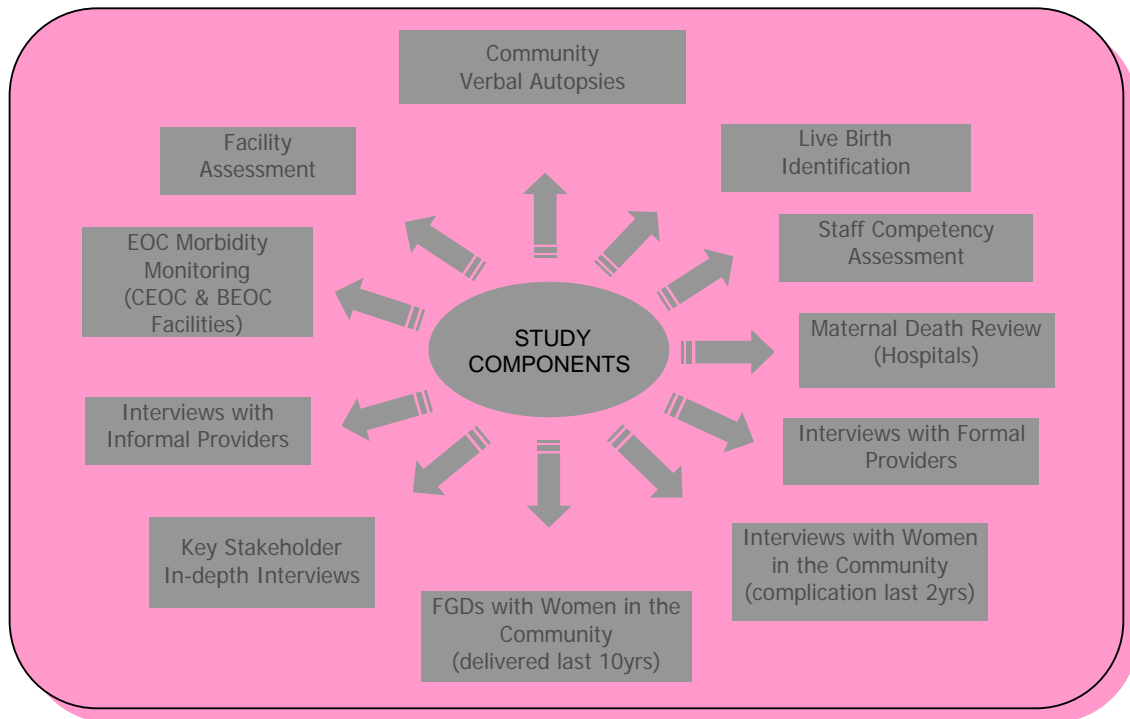 Community
Verbal Autopsies
Facility
Assessment
Live Birth
Identification
EOC Morbidity
Monitoring
(CEOC & BEOC
Facilities)
Staff Competency
Assessment
STUDY
COMPONENTS
Maternal Death Review
(Hospitals)
Interviews with
Informal Providers
Interviews with Formal
Providers
Key Stakeholder
In-depth Interviews
Interviews with Women
in the Community
(complication last 2yrs)
FGDs with Women in the
Community
(delivered last 10yrs)